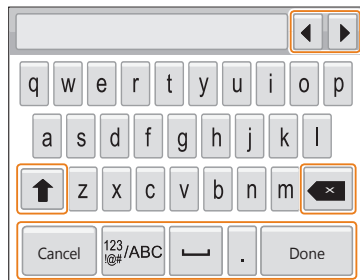 q w e r t y u i o p
a s d f g h j k l
z x c v b n m ×
Cancel 123 !@# /ABC . Done